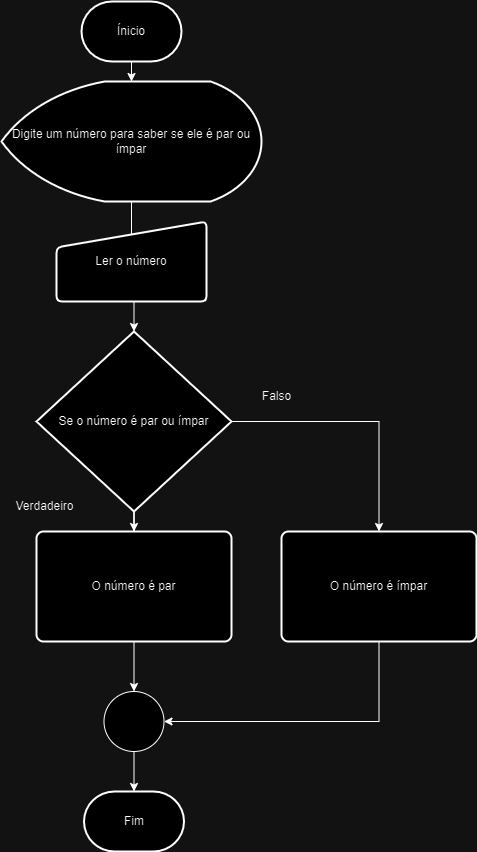 Ínicio
Digite um número para saber se ele é par ou
ímpar
Ler o número
Se o número é par ou ímpar
Falso
Verdadeiro
O número é par
O número é ímpar
Fim